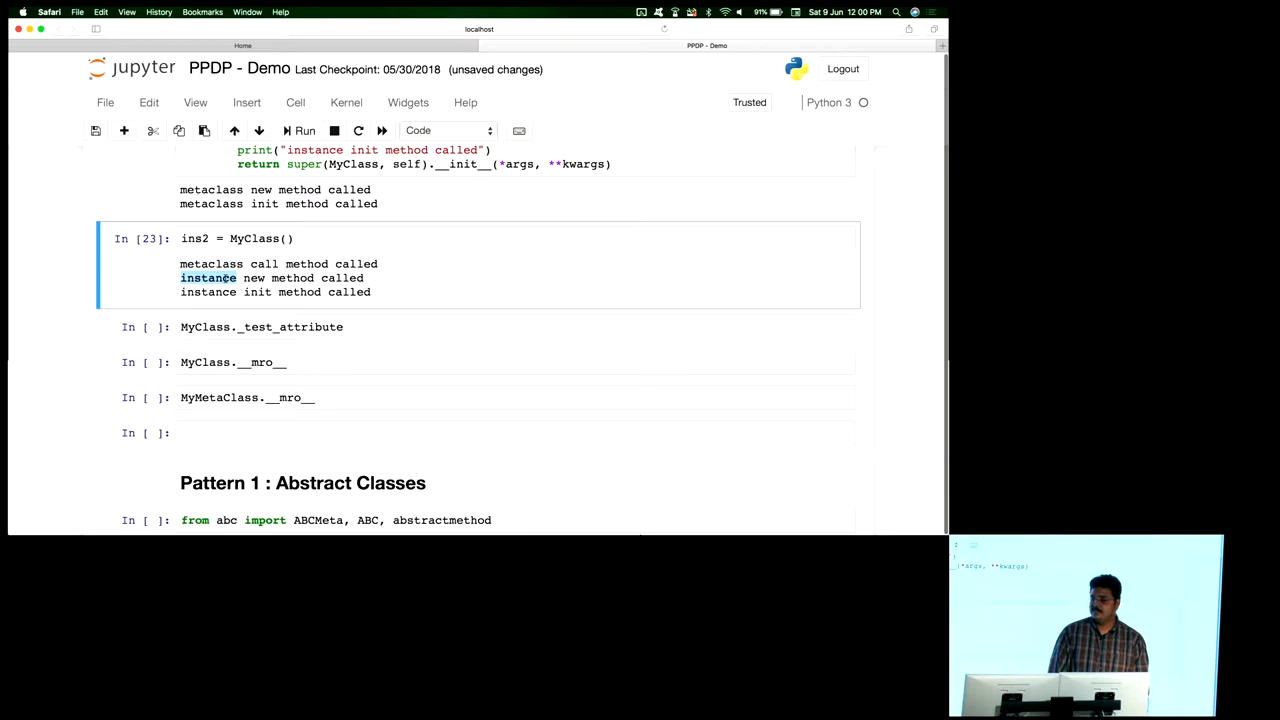 Safari File Edit View History Bookmarks Window Help 91% Sat 9 Jun 12:00 PM
localhost
Home PPDP - Demo
jupyter PPDP - Demo Last Checkpoint: 05/30/2018 (unsaved changes) Logout
File Edit View Insert Cell Kernel Widgets Help Trusted Python 3
Run Code
print("instance init method called")
return super(MyClass, self).__init__(*args, **kwargs)
metaclass new method called
metaclass init method called
In [23]: ins2 = MyClass()
metaclass call method called
instance new method called
instance init method called
In [ ]: MyClass._test_attribute
In [ ]: MyClass.__mro__
In [ ]: MyMetaClass.__mro__
In [ ]:
Pattern 1 : Abstract Classes
In [ ]: from abc import ABCMeta, ABC, abstractmethod
_(*args, **kwargs)